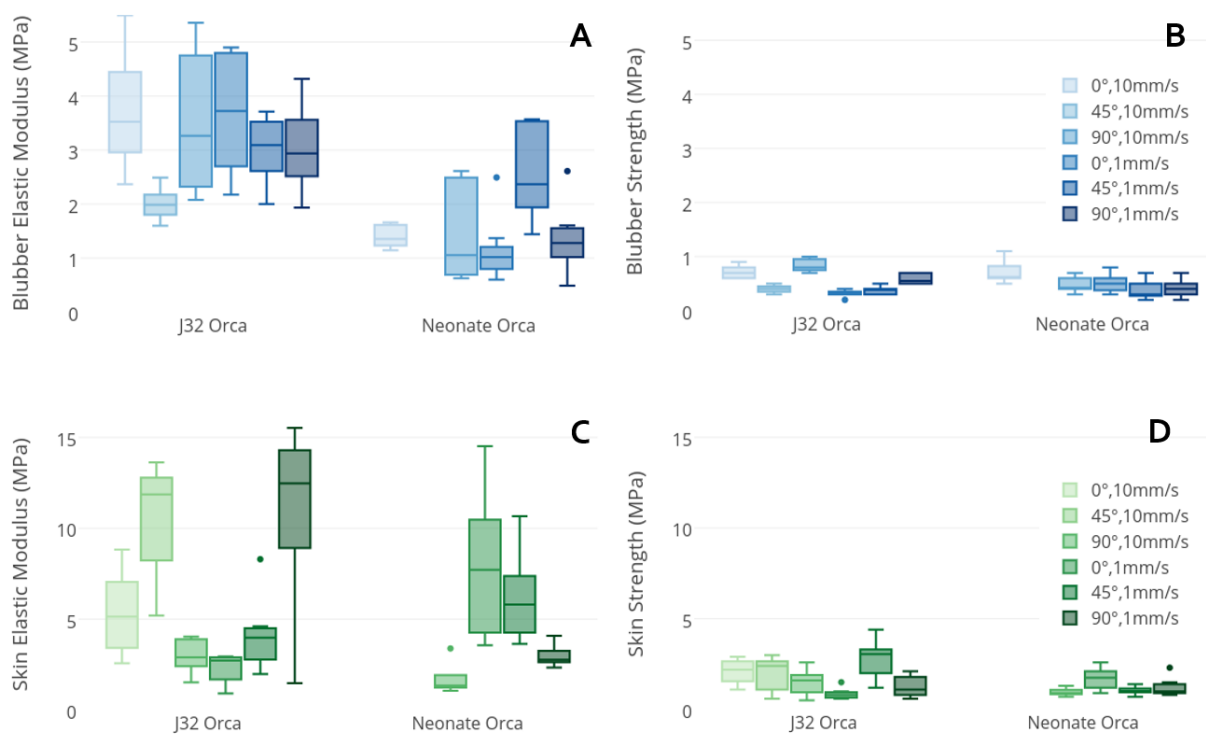 A
Blubber Elastic Modulus (MPa)
5
4
3
2
1
0
J32 Orca
Neonate Orca
B
Blubber Strength (MPa)
5
4
3
2
1
0
J32 Orca
Neonate Orca
0°,10mm/s
45°,10mm/s
90°,10mm/s
0°,1mm/s
45°,1mm/s
90°,1mm/s
C
Skin Elastic Modulus (MPa)
15
10
5
0
J32 Orca
Neonate Orca
D
Skin Strength (MPa)
15
10
5
0
J32 Orca
Neonate Orca
0°,10mm/s
45°,10mm/s
90°,10mm/s
0°,1mm/s
45°,1mm/s
90°,1mm/s